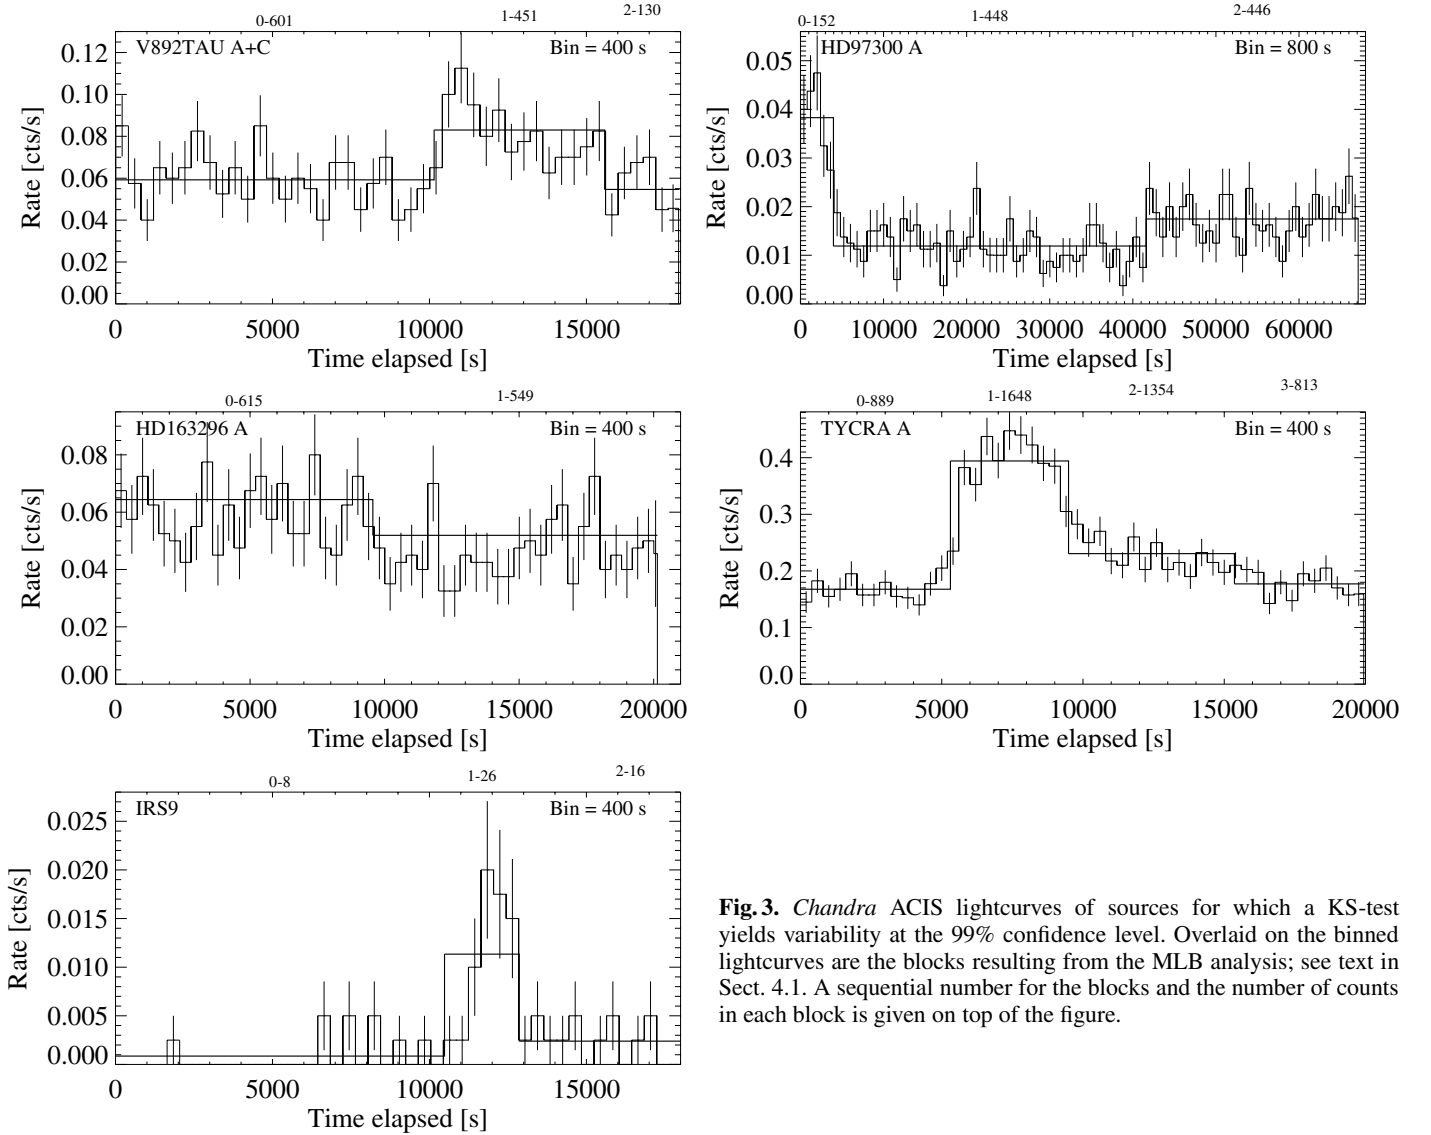 0-601 1-451 2-130
V892TAU A+C Bin = 400 s
0.12
0.10
0.08
0.06
0.04
0.02
0.00
Rate [cts/s]
0 5000 10000 15000
Time elapsed [s]
0-152 1-448 2-446
HD97300 A Bin = 800 s
0.05
0.04
0.03
0.02
0.01
0.00
Rate [cts/s]
0 10000 20000 30000 40000 50000 60000
Time elapsed [s]
0-615 1-549
HD163296 A Bin = 400 s
0.08
0.06
0.04
0.02
0.00
Rate [cts/s]
0 5000 10000 15000 20000
Time elapsed [s]
0-889 1-1648 2-1354 3-813
TYCRA A Bin = 400 s
0.4
0.3
0.2
0.1
0.0
Rate [cts/s]
0 5000 10000 15000 20000
Time elapsed [s]
0-8 1-26 2-16
IRS9 Bin = 400 s
0.025
0.020
0.015
0.010
0.005
0.000
Rate [cts/s]
0 5000 10000 15000
Time elapsed [s]
Fig. 3. Chandra ACIS lightcurves of sources for which a KS-test
yields variability at the 99% confidence level. Overlaid on the binned
lightcurves are the blocks resulting from the MLB analysis; see text in
Sect. 4.1. A sequential number for the blocks and the number of counts
in each block is given on top of the figure.